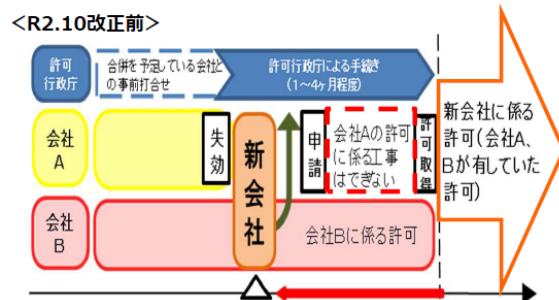 <R2.10改正前>
許可
行政庁
合併を予定している会社と
の事前打合せ
許可行政庁による手続き
(1~4ヶ月程度)
会社
A
失効
新会社
申請
会社Aの許可
に係る工事
はできない
許可取得
新会社に係る
許可(会社A、
Bが有していた
許可)
会社
B
会社Bに係る許可